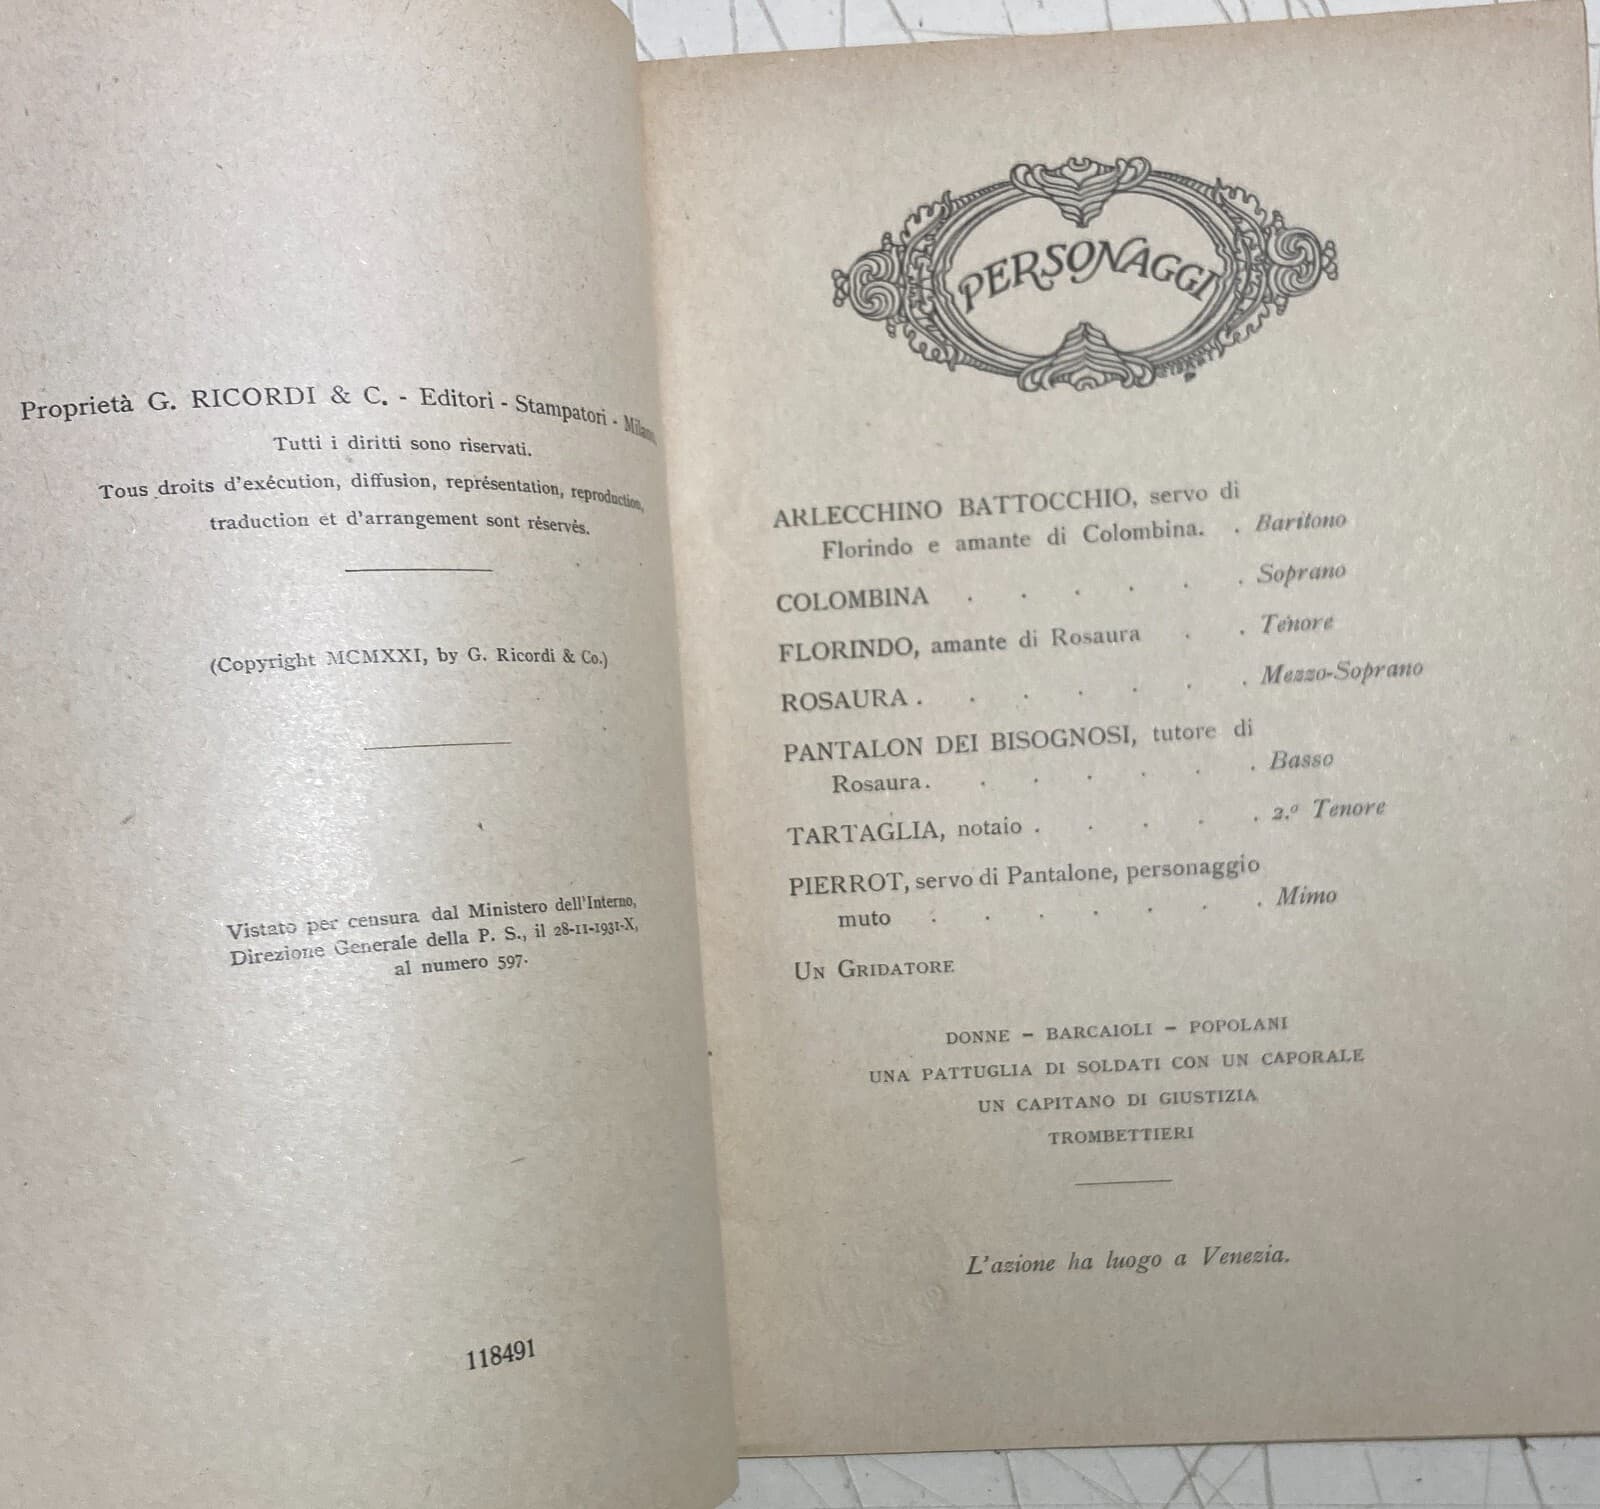 Proprietà G. RICORDI & C. - Editori - Stampatori - Milano.
Tutti i diritti sono riservati.
Tous droits d'exécution, diffusion, représentation, reproduction,
traduction et d'arrangement sont réservés.
(Copyright MCMXXI, by G. Ricordi & Co.)
Vistato per censura dal Ministero dell'Interno,
Direzione Generale della P. S., il 28-11-1931-X,
al numero 597.
118491
PERSONAGGI
ARLECCHINO BATTOCCHIO, servo di
Florindo e amante di Colombina. . Baritono
COLOMBINA . . . . . . Soprano
FLORINDO, amante di Rosaura . . Tenore
ROSAURA . . . . . . . Mezzo-Soprano
PANTALON DEI BISOGNOSI, tutore di
Rosaura. . . . . . . Basso
TARTAGLIA, notaio . . . . . 2.º Tenore
PIERROT, servo di Pantalone, personaggio
muto . . . . . . . Mimo
UN GRIDATORE
DONNE – BARCAIOLI – POPOLANI
UNA PATTUGLIA DI SOLDATI CON UN CAPORALE
UN CAPITANO DI GIUSTIZIA
TROMBETTIERI
L'azione ha luogo a Venezia.